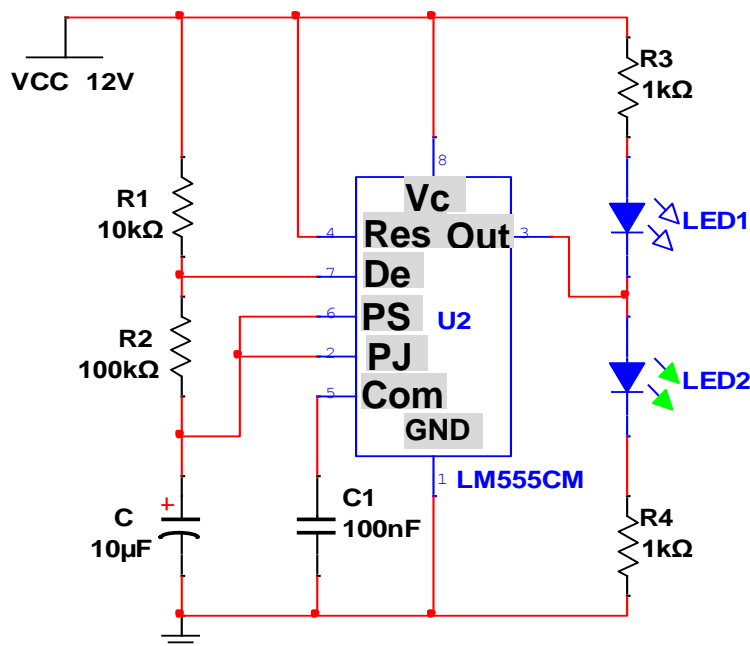 VCC 12V
R1
10kΩ
R2
100kΩ
C
+
10µF
C1
100nF
8
Vc
4
Res
Out
3
7
De
6
PS
U2
2
PJ
5
Com
GND
1
LM555CM
R3
1kΩ
LED1
LED2
R4
1kΩ